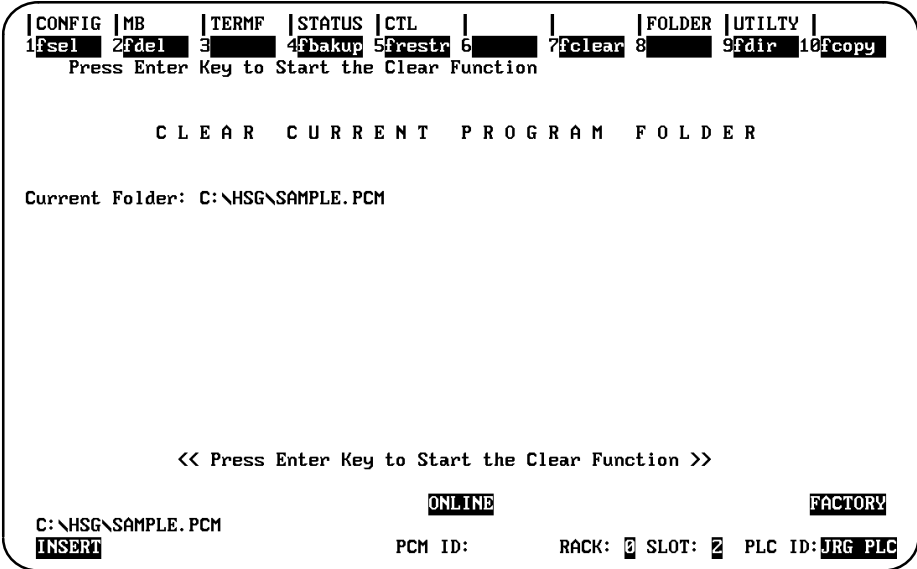 |CONFIG |MB |TERMF |STATUS |CTL | | |FOLDER |UTILTY |
1fsel 2fdel 3 4fbakup 5frestr 6 7fclear 8 9fdir 10fcopy
Press Enter Key to Start the Clear Function
C L E A R C U R R E N T P R O G R A M F O L D E R
Current Folder: C:\HSG\SAMPLE.PCM
<< Press Enter Key to Start the Clear Function >>
ONLINE FACTORY
C:\HSG\SAMPLE.PCM
INSERT PCM ID: RACK: 0 SLOT: 2 PLC ID: JRG PLC